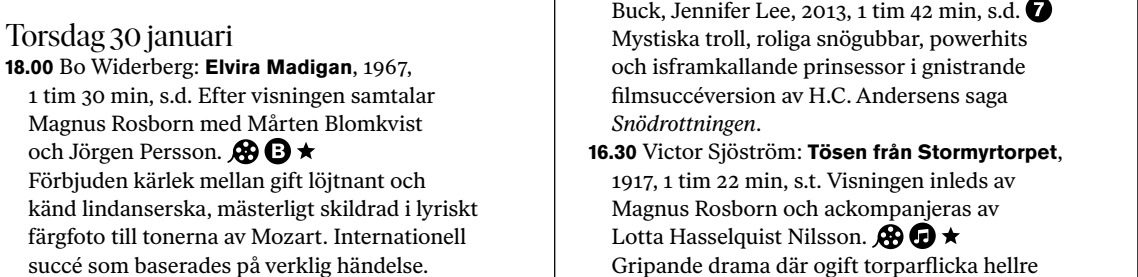 Torsdag 30 januari
18.00 Bo Widerberg: Elvira Madigan, 1967,
1 tim 30 min, s.d. Efter visningen samtalar
Magnus Rosborn med Mårten Blomkvist
och Jörgen Persson. B ★
Förbjuden kärlek mellan gift löjtnant och
känd lindanserska, mästerligt skildrad i lyriskt
färgfoto till tonerna av Mozart. Internationell
succé som baserades på verklig händelse.
Buck, Jennifer Lee, 2013, 1 tim 42 min, s.d. 7
Mystiska troll, roliga snögubbar, powerhits
och isframkallande prinsessor i gnistrande
filmsuccéversion av H.C. Andersens saga
Snödrottningen.
16.30 Victor Sjöström: Tösen från Stormyrtorpet,
1917, 1 tim 22 min, s.t. Visningen inleds av
Magnus Rosborn och ackompanjeras av
Lotta Hasselquist Nilsson. ★
Gripande drama där ogift torparflicka hellre